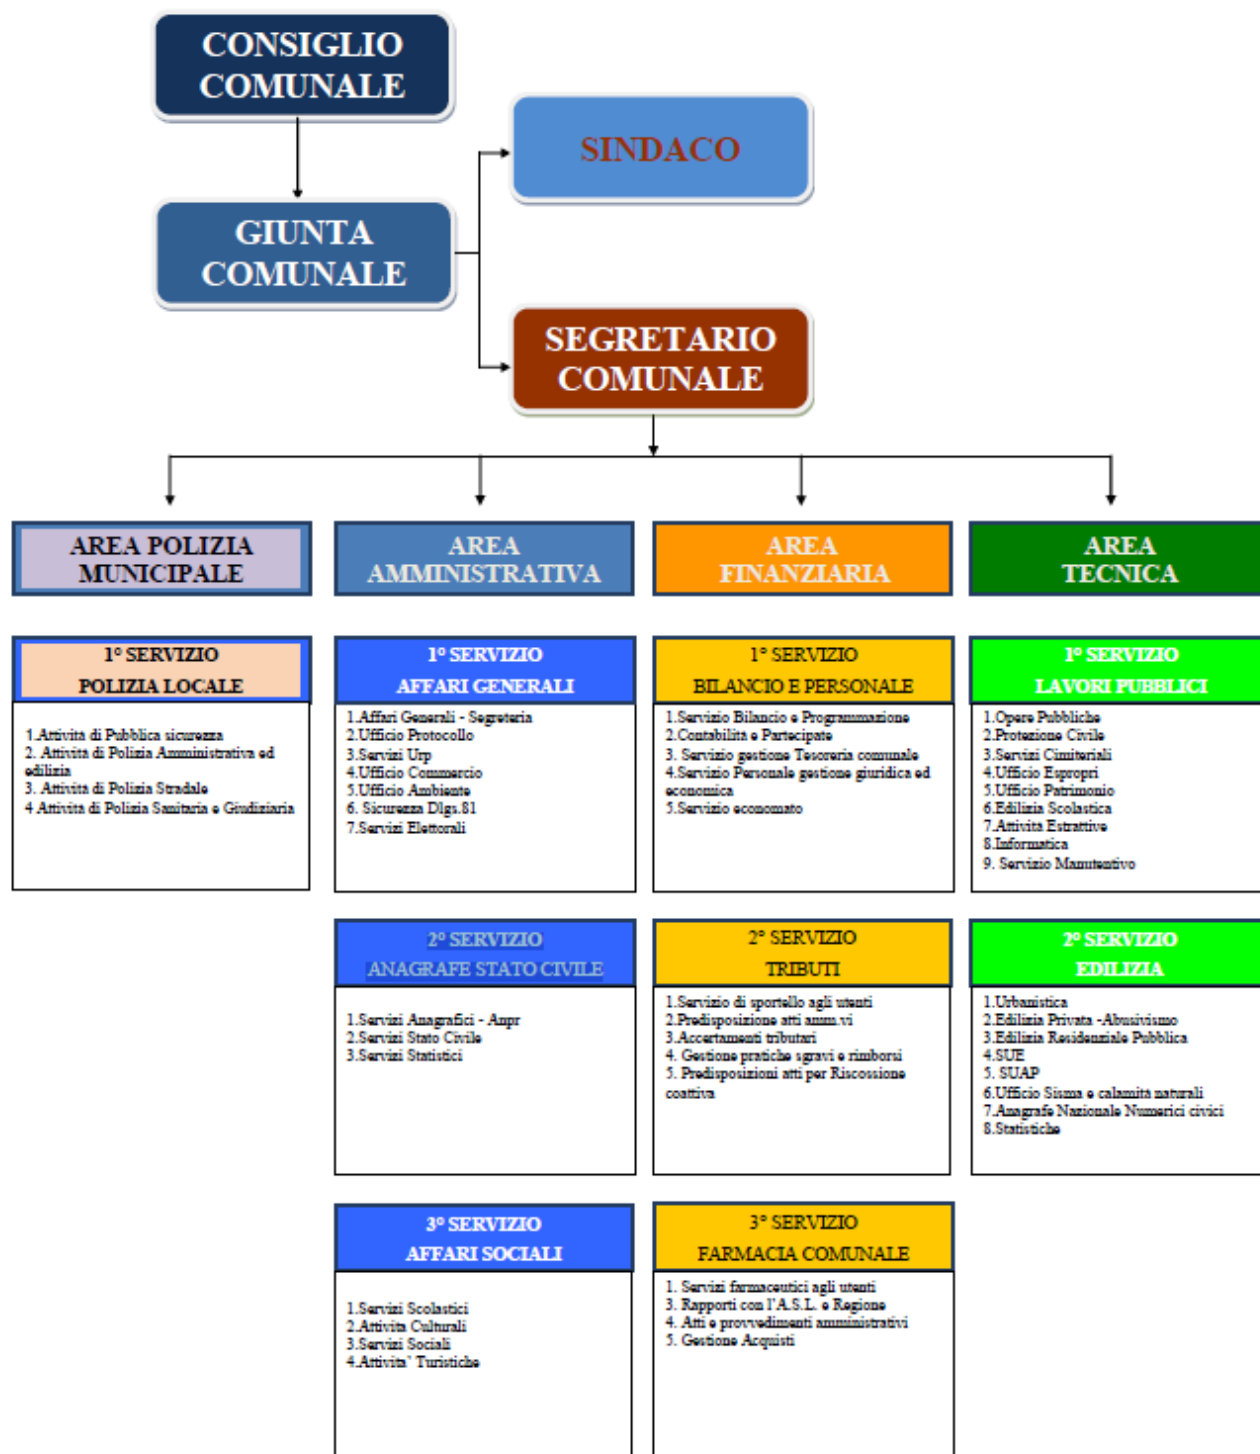 CONSIGLIO
COMUNALE
SINDACO
GIUNTA
COMUNALE
SEGRETARIO
COMUNALE
AREA POLIZIA
MUNICIPALE
AREA
AMMINISTRATIVA
AREA
FINANZIARIA
AREA
TECNICA
1° SERVIZIO
POLIZIA LOCALE
1.Attività di Pubblica sicurezza
2. Attività di Polizia Amministrativa ed
edilizia
3. Attività di Polizia Stradale
4 Attività di Polizia Sanitaria e Giudiziaria
1° SERVIZIO
AFFARI GENERALI
1.Affari Generali - Segreteria
2.Ufficio Protocollo
3.Servizi Urp
4.Ufficio Commercio
5.Ufficio Ambiente
6. Sicurezza Dlgs.81
7.Servizi Elettorali
1° SERVIZIO
BILANCIO E PERSONALE
1.Servizio Bilancio e Programmazione
2.Contabilità e Partecipate
3. Servizio gestione Tesoreria comunale
4.Servizio Personale gestione giuridica ed
economica
5.Servizio economato
1° SERVIZIO
LAVORI PUBBLICI
1.Opere Pubbliche
2.Protezione Civile
3.Servizi Cimiteriali
4.Ufficio Espropri
5.Ufficio Patrimonio
6.Edilizia Scolastica
7.Attività Estrattive
8.Informatica
9. Servizio Manutentivo
2° SERVIZIO
ANAGRAFE STATO CIVILE
1.Servizi Anagrafici - Anpr
2.Servizi Stato Civile
3.Servizi Statistici
2° SERVIZIO
TRIBUTI
1.Servizio di sportello agli utenti
2.Predisposizione atti amm.vi
3.Accertamenti tributari
4. Gestione pratiche sgravi e rimborsi
5. Predisposizioni atti per Riscossione
coattiva
2° SERVIZIO
EDILIZIA
1.Urbanistica
2.Edilizia Privata -Abusivismo
3.Edilizia Residenziale Pubblica
4.SUE
5. SUAP
6.Ufficio Sisma e calamità naturali
7.Anagrafe Nazionale Numerici civici
8.Statistiche
3° SERVIZIO
AFFARI SOCIALI
1.Servizi Scolastici
2.Attivita Culturali
3.Servizi Sociali
4.Attivita' Turistiche
3° SERVIZIO
FARMACIA COMUNALE
1. Servizi farmaceutici agli utenti
3. Rapporti con l'A.S.L. e Regione
4. Atti e provvedimenti amministrativi
5. Gestione Acquisti